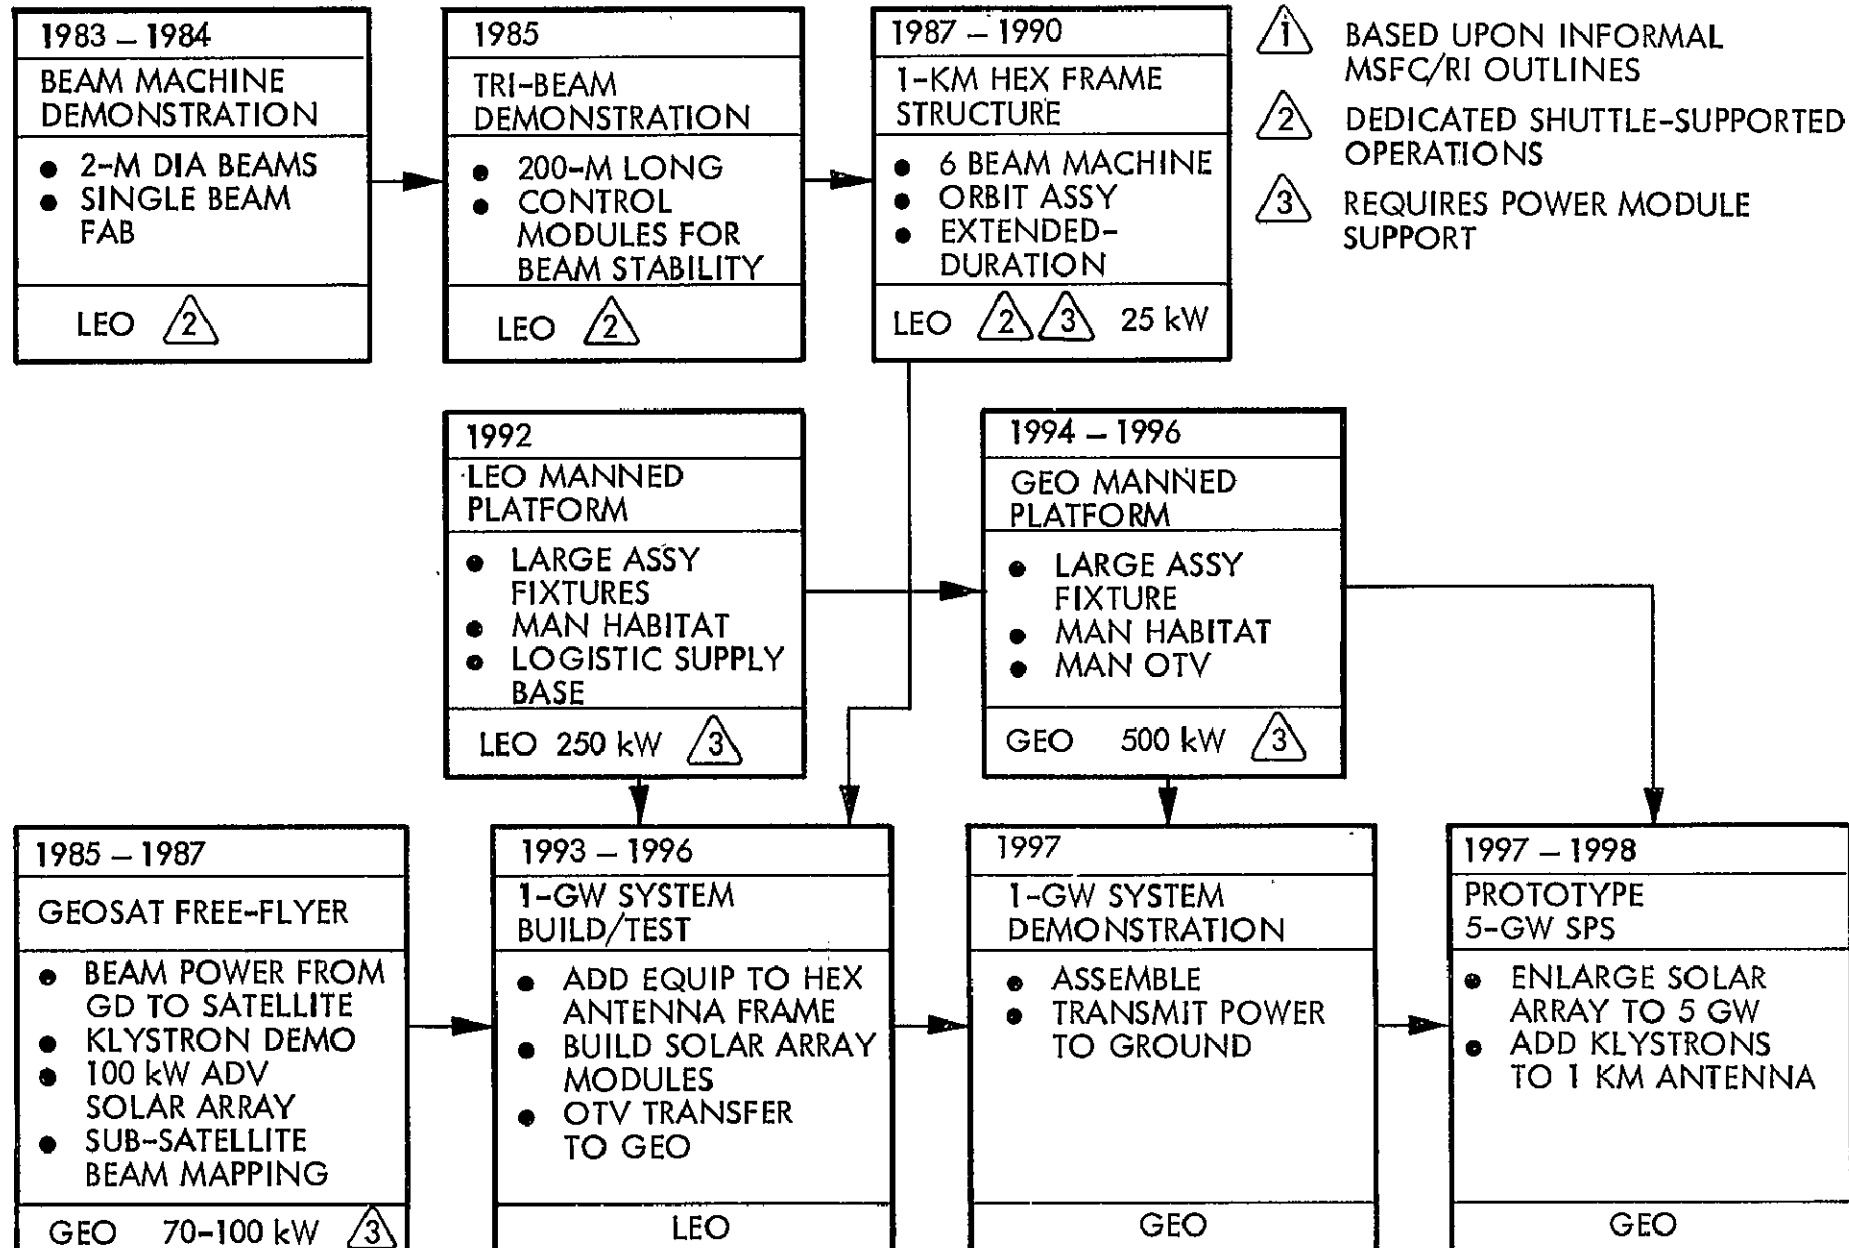 1983 – 1984
BEAM MACHINE
DEMONSTRATION
● 2-M DIA BEAMS
● SINGLE BEAM
FAB
LEO 2
1985
TRI-BEAM
DEMONSTRATION
● 200-M LONG
● CONTROL
MODULES FOR
BEAM STABILITY
LEO 2
1987 – 1990
1-KM HEX FRAME
STRUCTURE
● 6 BEAM MACHINE
● ORBIT ASSY
● EXTENDED-
DURATION
LEO 2 3 25 kW
1 BASED UPON INFORMAL
MSFC/RI OUTLINES
2 DEDICATED SHUTTLE-SUPPORTED
OPERATIONS
3 REQUIRES POWER MODULE
SUPPORT
1992
LEO MANNED
PLATFORM
● LARGE ASSY
FIXTURES
● MAN HABITAT
● LOGISTIC SUPPLY
BASE
LEO 250 kW 3
1994 – 1996
GEO MANNED
PLATFORM
● LARGE ASSY
FIXTURE
● MAN HABITAT
● MAN OTV
GEO 500 kW 3
1985 – 1987
GEOSAT FREE-FLYER
● BEAM POWER FROM
GD TO SATELLITE
● KLYSTRON DEMO
● 100 kW ADV
SOLAR ARRAY
● SUB-SATELLITE
BEAM MAPPING
GEO 70-100 kW 3
1993 – 1996
1-GW SYSTEM
BUILD/TEST
● ADD EQUIP TO HEX
ANTENNA FRAME
● BUILD SOLAR ARRAY
MODULES
● OTV TRANSFER
TO GEO
LEO
1997
1-GW SYSTEM
DEMONSTRATION
● ASSEMBLE
● TRANSMIT POWER
TO GROUND
GEO
1997 – 1998
PROTOTYPE
5-GW SPS
● ENLARGE SOLAR
ARRAY TO 5 GW
● ADD KLYSTRONS
TO 1 KM ANTENNA
GEO